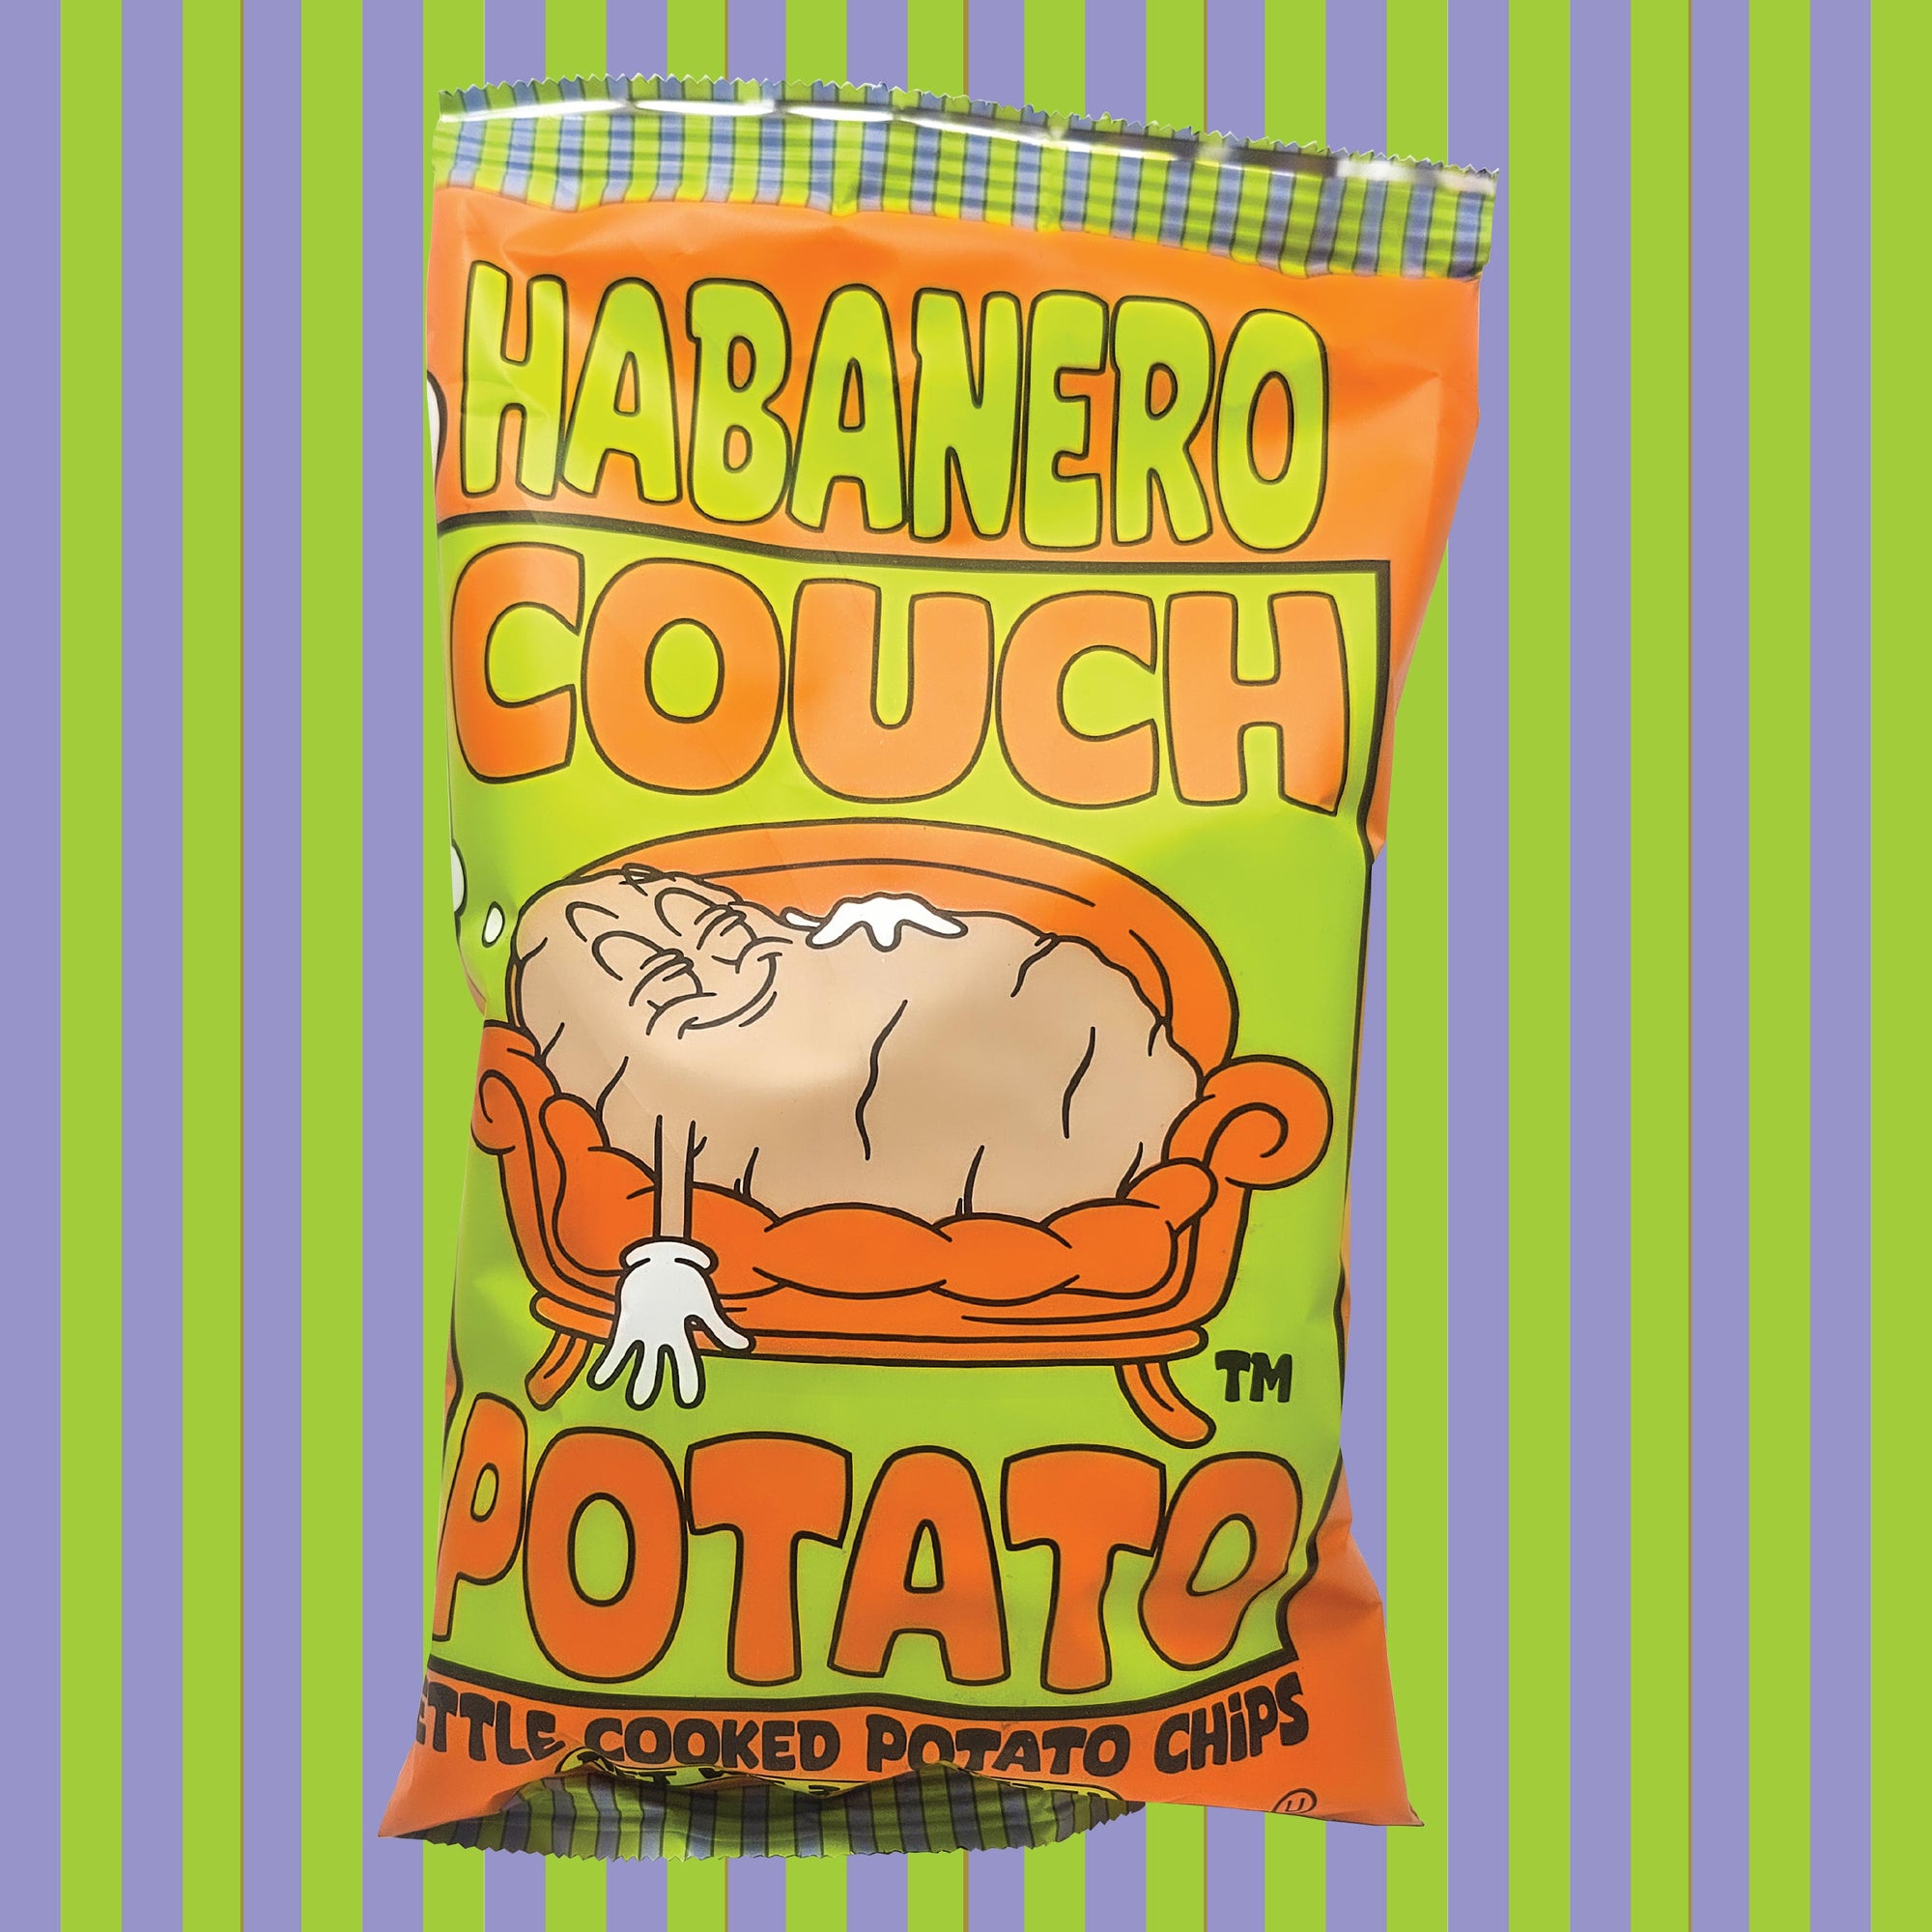 HABANERO
COUCH
TM
POTATO
ETTLE COOKED POTATO CHiPS
U